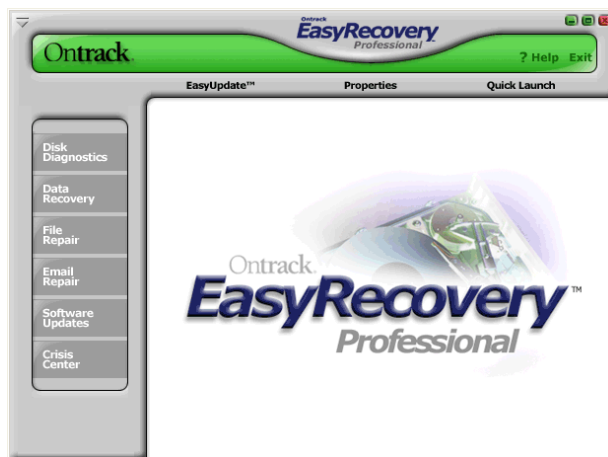 Ontrack
EasyRecovery™
Professional
Ontrack.
? Help Exit
EasyUpdate™ Properties Quick Launch
Disk
Diagnostics
Data
Recovery
File
Repair
Email
Repair
Software
Updates
Crisis
Center
Ontrack.
EasyRecovery™
Professional